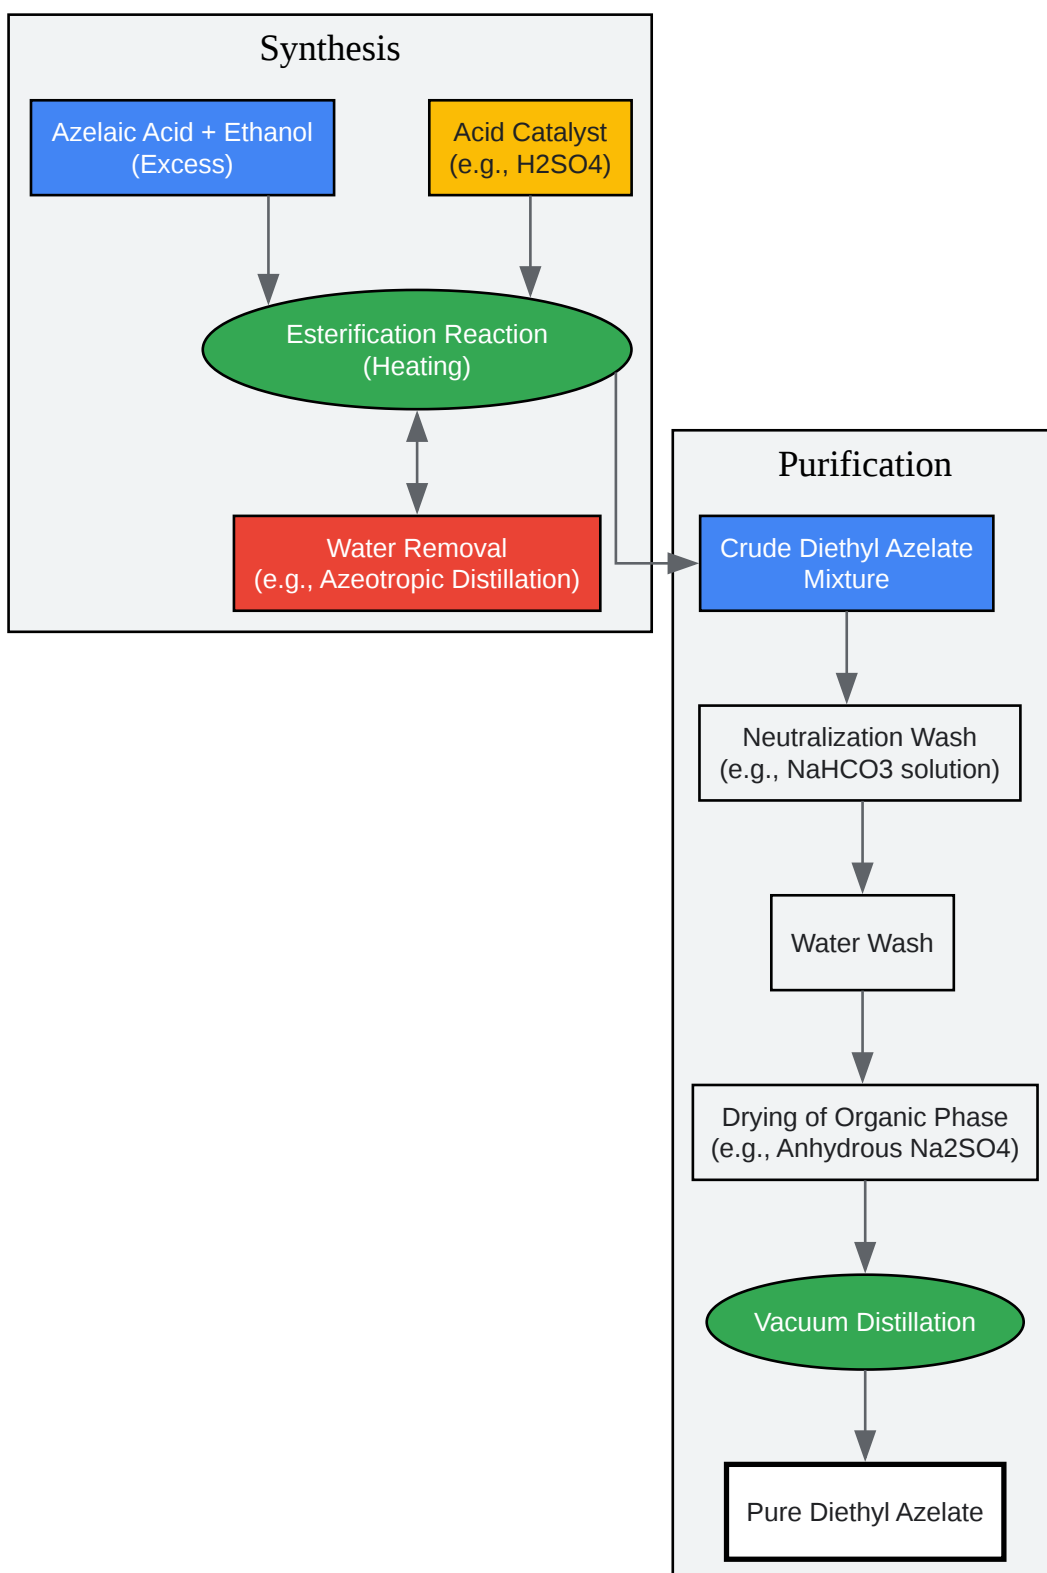 Synthesis
Azelaic Acid + Ethanol
(Excess)
Acid Catalyst
(e.g., H2SO4)
Esterification Reaction
(Heating)
Water Removal
(e.g., Azeotropic Distillation)
Purification
Crude Diethyl Azelate
Mixture
Neutralization Wash
(e.g., NaHCO3 solution)
Water Wash
Drying of Organic Phase
(e.g., Anhydrous Na2SO4)
Vacuum Distillation
Pure Diethyl Azelate